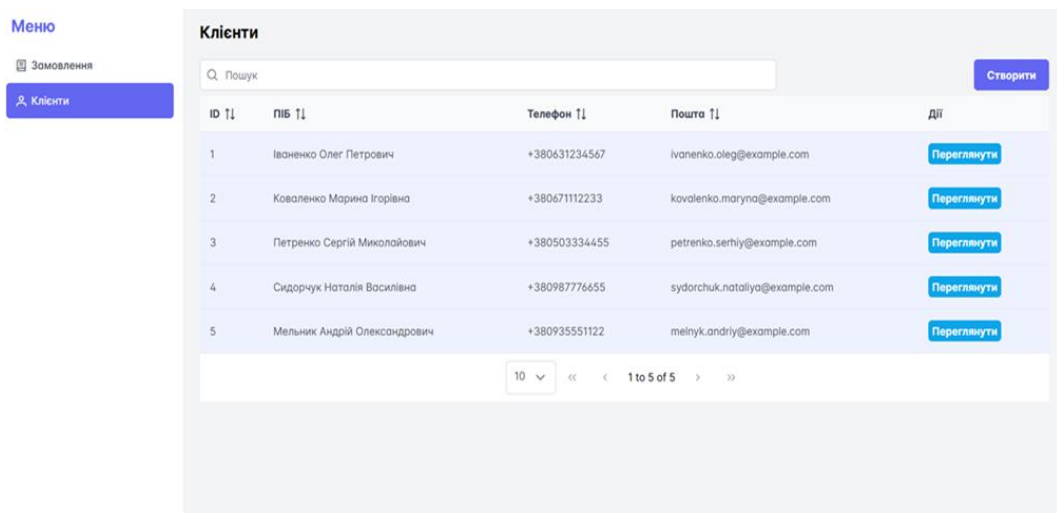 Меню
Замовлення
Клієнти
Клієнти
Пошук
Створити
ID ПІБ Телефон Пошта Дії
1 Іваненко Олег Петрович +380631234567 ivanenko.oleg@example.com Переглянути
2 Коваленко Марина Ігорівна +380671112233 kovalenko.maryna@example.com Переглянути
3 Петренко Сергій Миколайович +380503334455 petrenko.serhiy@example.com Переглянути
4 Сидорчук Наталія Василівна +380987776655 sydorchuk.nataliya@example.com Переглянути
5 Мельник Андрій Олександрович +380935551122 melnyk.andriy@example.com Переглянути
10 1 to 5 of 5